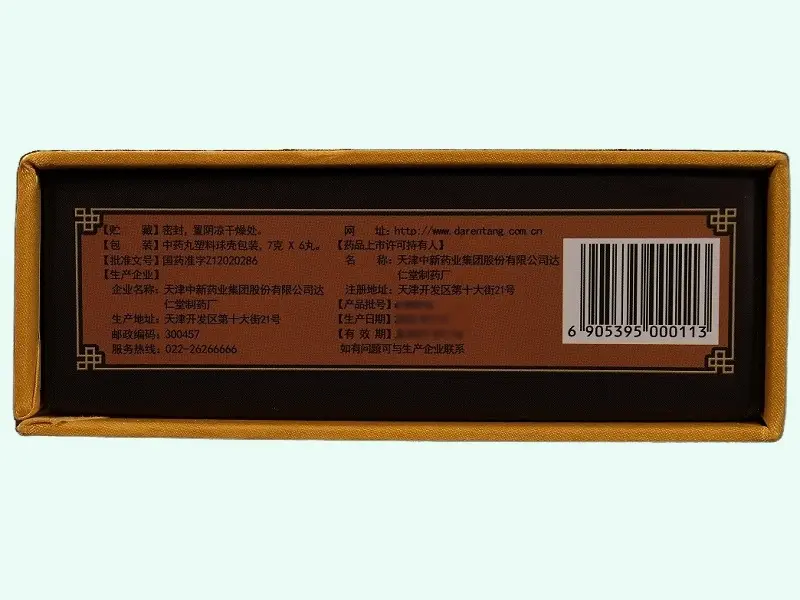 【贮　　藏】密封，置阴凉干燥处。
【包　　装】中药丸塑料球壳包装，7克 X 6丸。
【批准文号】国药准字Z12020286
【生产企业】
企业名称：天津中新药业集团股份有限公司达
仁堂制药厂
生产地址：天津开发区第十大街21号
邮政编码：300457
服务热线：022-26266666
网　　址：http://www.darentang.com.cn
【药品上市许可持有人】
名　　称：天津中新药业集团股份有限公司达
仁堂制药厂
注册地址：天津开发区第十大街21号
【产品批号】
【生产日期】
【有 效 期】
如有问题可与生产企业联系
6 905395 000113